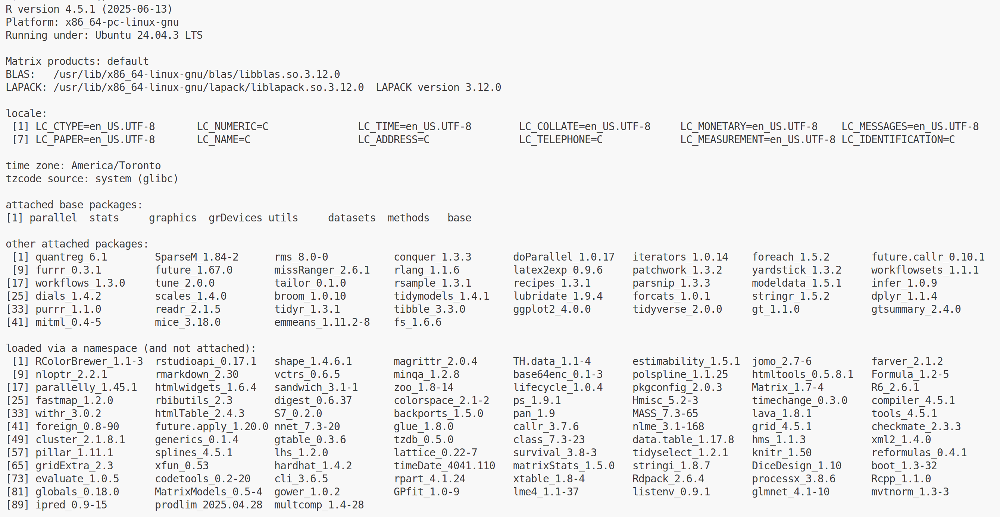 R version 4.5.1 (2025-06-13)
Platform: x86_64-pc-linux-gnu
Running under: Ubuntu 24.04.3 LTS

Matrix products: default
BLAS:   /usr/lib/x86_64-linux-gnu/blas/libblas.so.3.12.0
LAPACK: /usr/lib/x86_64-linux-gnu/lapack/liblapack.so.3.12.0  LAPACK version 3.12.0

locale:
 [1] LC_CTYPE=en_US.UTF-8       LC_NUMERIC=C               LC_TIME=en_US.UTF-8        LC_COLLATE=en_US.UTF-8     LC_MONETARY=en_US.UTF-8    LC_MESSAGES=en_US.UTF-8
 [7] LC_PAPER=en_US.UTF-8       LC_NAME=C                  LC_ADDRESS=C               LC_TELEPHONE=C             LC_MEASUREMENT=en_US.UTF-8 LC_IDENTIFICATION=C

time zone: America/Toronto
tzcode source: system (glibc)

attached base packages:
[1] parallel  stats     graphics  grDevices utils     datasets  methods   base

other attached packages:
 [1] quantreg_6.1        SparseM_1.84-2      rms_8.0-0           conquer_1.3.3       doParallel_1.0.17   iterators_1.0.14    foreach_1.5.2       future.callr_0.10.1
 [9] furrr_0.3.1         future_1.67.0       missRanger_2.6.1    rlang_1.1.6         latex2exp_0.9.6     patchwork_1.3.2     yardstick_1.3.2     workflowsets_1.1.1
[17] workflows_1.3.0     tune_2.0.0          tailor_0.1.0        rsample_1.3.1       recipes_1.3.1       parsnip_1.3.3       modeldata_1.5.1     infer_1.0.9
[25] dials_1.4.2         scales_1.4.0        broom_1.0.10        tidymodels_1.4.1    lubridate_1.9.4     forcats_1.0.1       stringr_1.5.2       dplyr_1.1.4
[33] purrr_1.1.0         readr_2.1.5         tidyr_1.3.1         tibble_3.3.0        ggplot2_4.0.0       tidyverse_2.0.0     gt_1.1.0            gtsummary_2.4.0
[41] mitml_0.4-5         mice_3.18.0         emmeans_1.11.2-8    fs_1.6.6

loaded via a namespace (and not attached):
 [1] RColorBrewer_1.1-3  rstudioapi_0.17.1   shape_1.4.6.1       magrittr_2.0.4      TH.data_1.1-4       estimability_1.5.1  jomo_2.7-6          farver_2.1.2
 [9] nloptr_2.2.1        rmarkdown_2.30      vctrs_0.6.5         minqa_1.2.8         base64enc_0.1-3     polspline_1.1.25    htmltools_0.5.8.1   Formula_1.2-5
[17] parallelly_1.45.1   htmlwidgets_1.6.4   sandwich_3.1-1      zoo_1.8-14          lifecycle_1.0.4     pkgconfig_2.0.3     Matrix_1.7-4        R6_2.6.1
[25] fastmap_1.2.0       rbibutils_2.3       digest_0.6.37       colorspace_2.1-2    ps_1.9.1            Hmisc_5.2-3         timechange_0.3.0    compiler_4.5.1
[33] withr_3.0.2         htmlTable_2.4.3     S7_0.2.0            backports_1.5.0     pan_1.9             MASS_7.3-65         lava_1.8.1          tools_4.5.1
[41] foreign_0.8-90      future.apply_1.20.0 nnet_7.3-20         glue_1.8.0          callr_3.7.6         nlme_3.1-168        grid_4.5.1          checkmate_2.3.3
[49] cluster_2.1.8.1     generics_0.1.4      gtable_0.3.6        tzdb_0.5.0          class_7.3-23        data.table_1.17.8   hms_1.1.3           xml2_1.4.0
[57] pillar_1.11.1       splines_4.5.1       lhs_1.2.0           lattice_0.22-7      survival_3.8-3      tidyselect_1.2.1    knitr_1.50          reformulas_0.4.1
[65] gridExtra_2.3       xfun_0.53           hardhat_1.4.2       timeDate_4041.110   matrixStats_1.5.0   stringi_1.8.7       DiceDesign_1.10     boot_1.3-32
[73] evaluate_1.0.5      codetools_0.2-20    cli_3.6.5           rpart_4.1.24        xtable_1.8-4        Rdpack_2.6.4        processx_3.8.6      Rcpp_1.1.0
[81] globals_0.18.0      MatrixModels_0.5-4  gower_1.0.2         GPfit_1.0-9         lme4_1.1-37         listenv_0.9.1       glmnet_4.1-10       mvtnorm_1.3-3
[89] ipred_0.9-15        prodlim_2025.04.28  multcomp_1.4-28